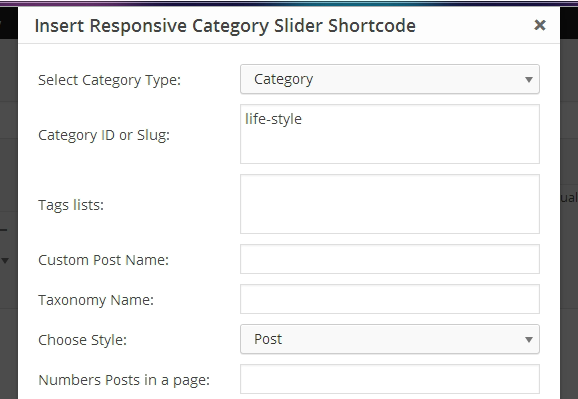 Insert Responsive Category Slider Shortcode ×
Select Category Type: Category
Category ID or Slug: life-style
Tags lists:
Custom Post Name:
Taxonomy Name:
Choose Style: Post
Numbers Posts in a page: